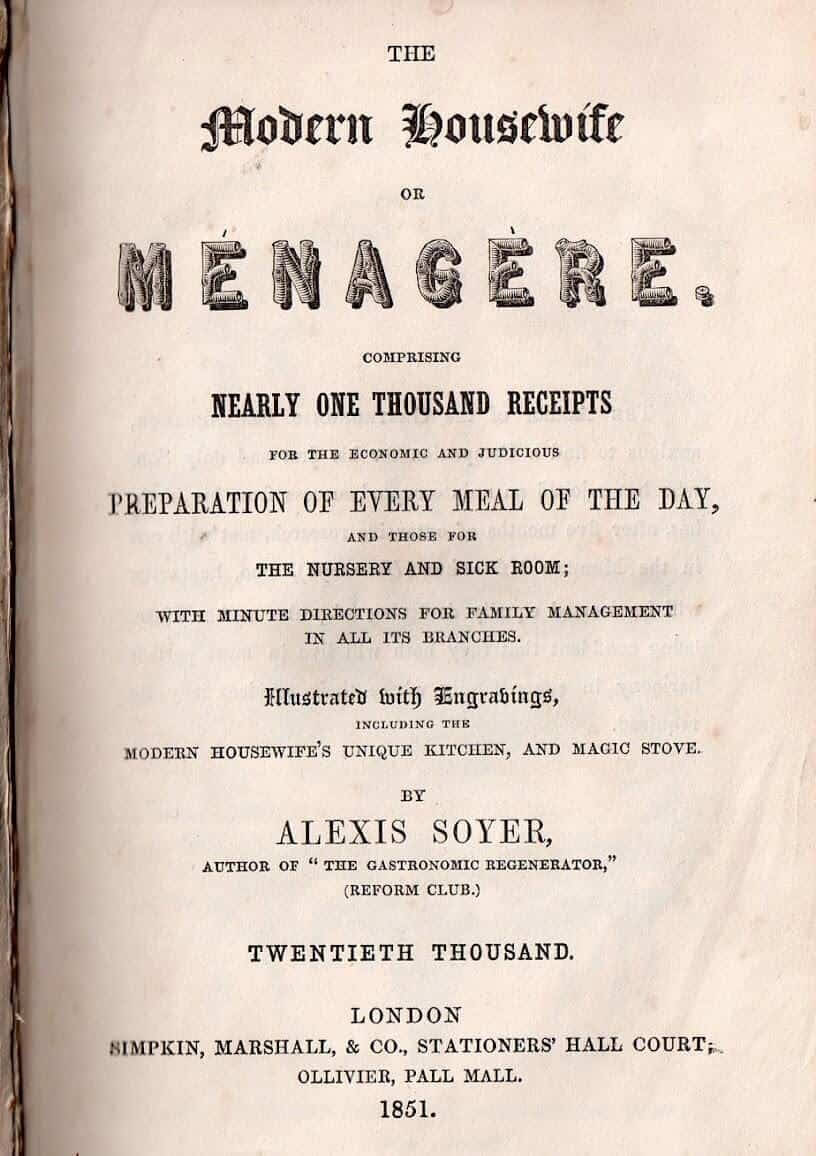 THE
Modern Housewife
OR
MÉNAGÈRE.
COMPRISING
NEARLY ONE THOUSAND RECEIPTS
FOR THE ECONOMIC AND JUDICIOUS
PREPARATION OF EVERY MEAL OF THE DAY,
AND THOSE FOR
THE NURSERY AND SICK ROOM;
WITH MINUTE DIRECTIONS FOR FAMILY MANAGEMENT
IN ALL ITS BRANCHES.
Illustrated with Engravings,
INCLUDING THE
MODERN HOUSEWIFE'S UNIQUE KITCHEN, AND MAGIC STOVE.
BY
ALEXIS SOYER,
AUTHOR OF "THE GASTRONOMIC REGENERATOR,"
(REFORM CLUB.)
TWENTIETH THOUSAND.
LONDON
SIMPKIN, MARSHALL, & CO., STATIONERS' HALL COURT;
OLLIVIER, PALL MALL.
1851.